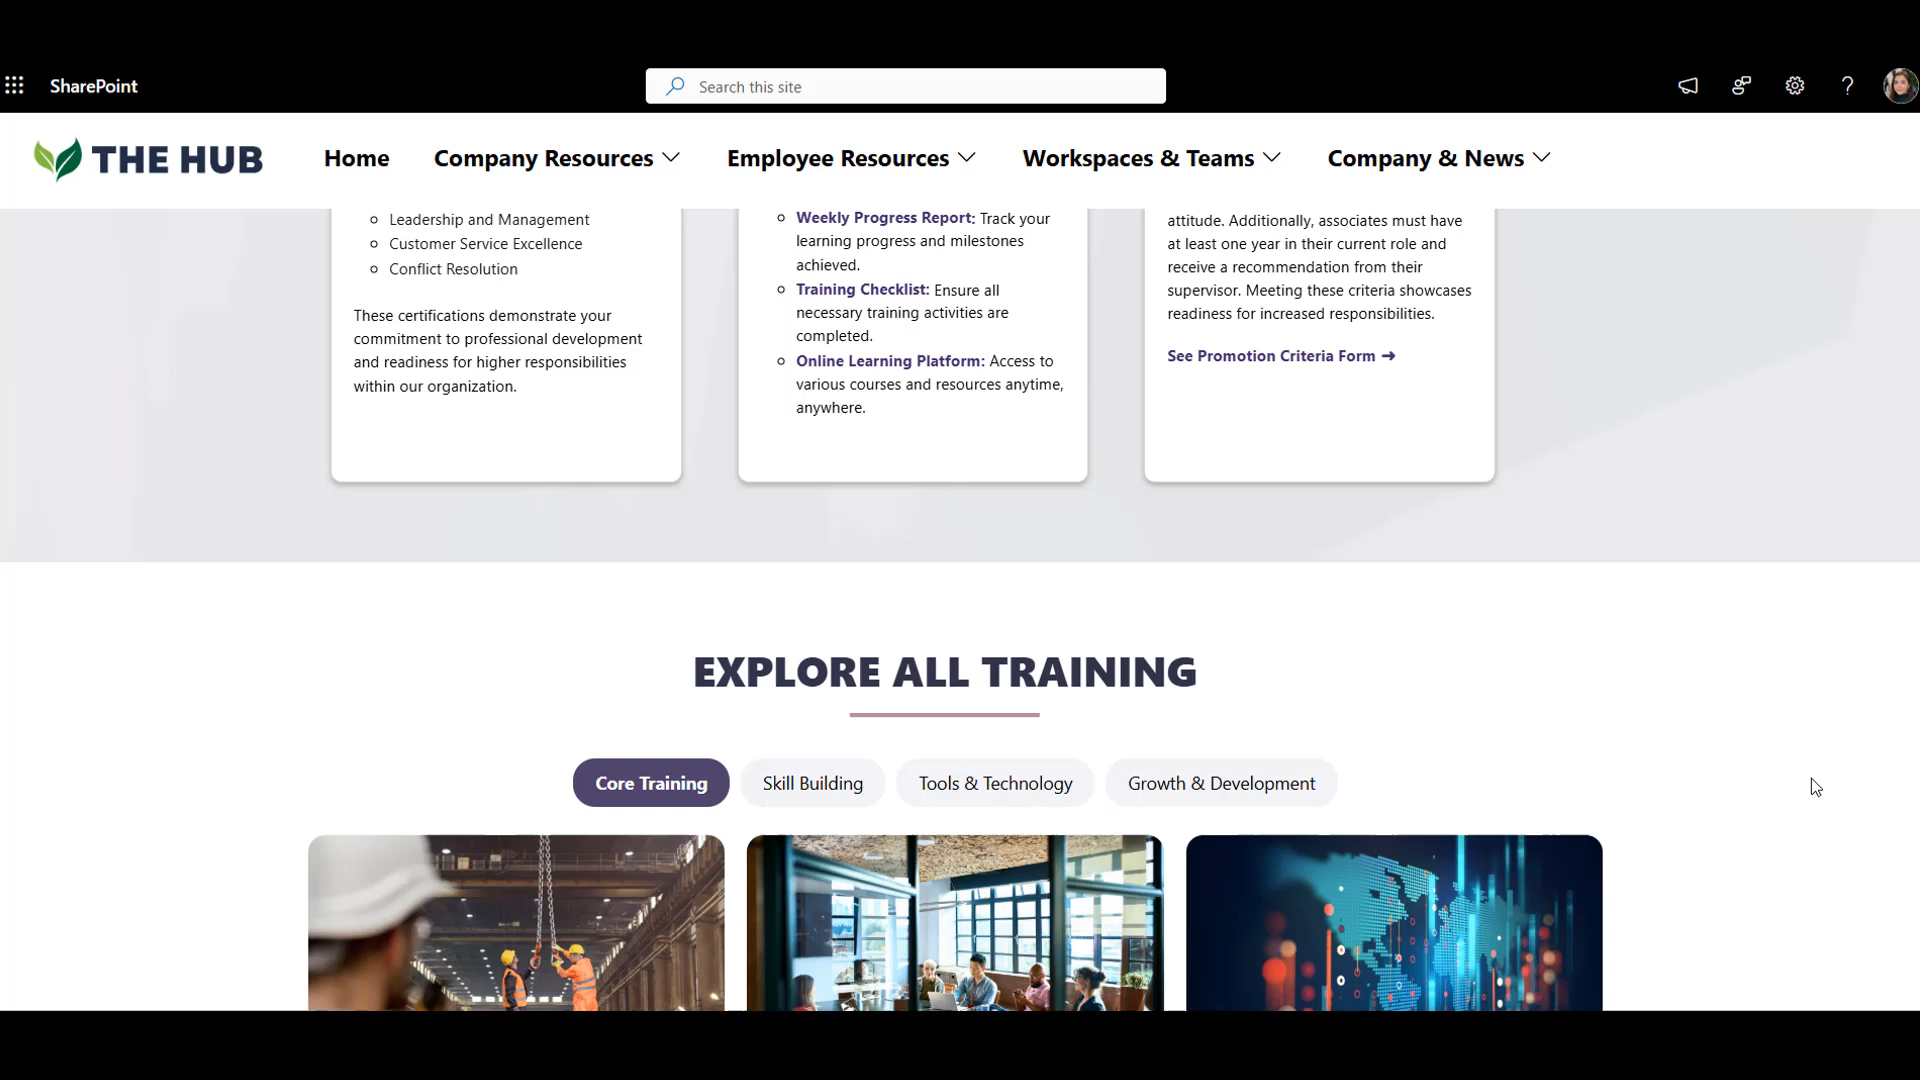 SharePoint
Search this site
?
THE HUB
Home
Company Resources
Employee Resources
Workspaces & Teams
Company & News
Leadership and Management
Customer Service Excellence
Conflict Resolution
These certifications demonstrate your
commitment to professional development
and readiness for higher responsibilities
within our organization.
Weekly Progress Report: Track your
learning progress and milestones
achieved.
Training Checklist: Ensure all
necessary training activities are
completed.
Online Learning Platform: Access to
various courses and resources anytime,
anywhere.
attitude. Additionally, associates must have
at least one year in their current role and
receive a recommendation from their
supervisor. Meeting these criteria showcases
readiness for increased responsibilities.
See Promotion Criteria Form ➜
EXPLORE ALL TRAINING
Core Training
Skill Building
Tools & Technology
Growth & Development